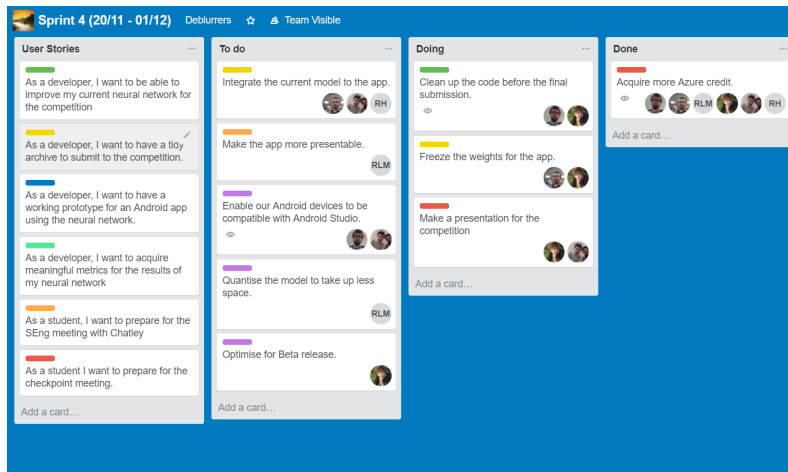 Sprint 4 (20/11 - 01/12)
Deblurrers
Team Visible
User Stories
As a developer, I want to be able to
improve my current neural network for
the competition
As a developer, I want to have a tidy
archive to submit to the competition.
As a developer, I want to have a
working prototype for an Android app
using the neural network.
As a developer, I want to acquire
meaningful metrics for the results of
my neural network
As a student, I want to prepare for the
SEng meeting with Chatley
As a student I want to prepare for the
checkpoint meeting.
Add a card…
To do
Integrate the current model to the app.
RH
Make the app more presentable.
RLM
Enable our Android devices to be
compatible with Android Studio.
Quantise the model to take up less
space.
RLM
Optimise for Beta release.
Add a card…
Doing
Clean up the code before the final
submission.
Freeze the weights for the app.
Make a presentation for the
competition
Add a card…
Done
Acquire more Azure credit.
RLM
RH
Add a card…